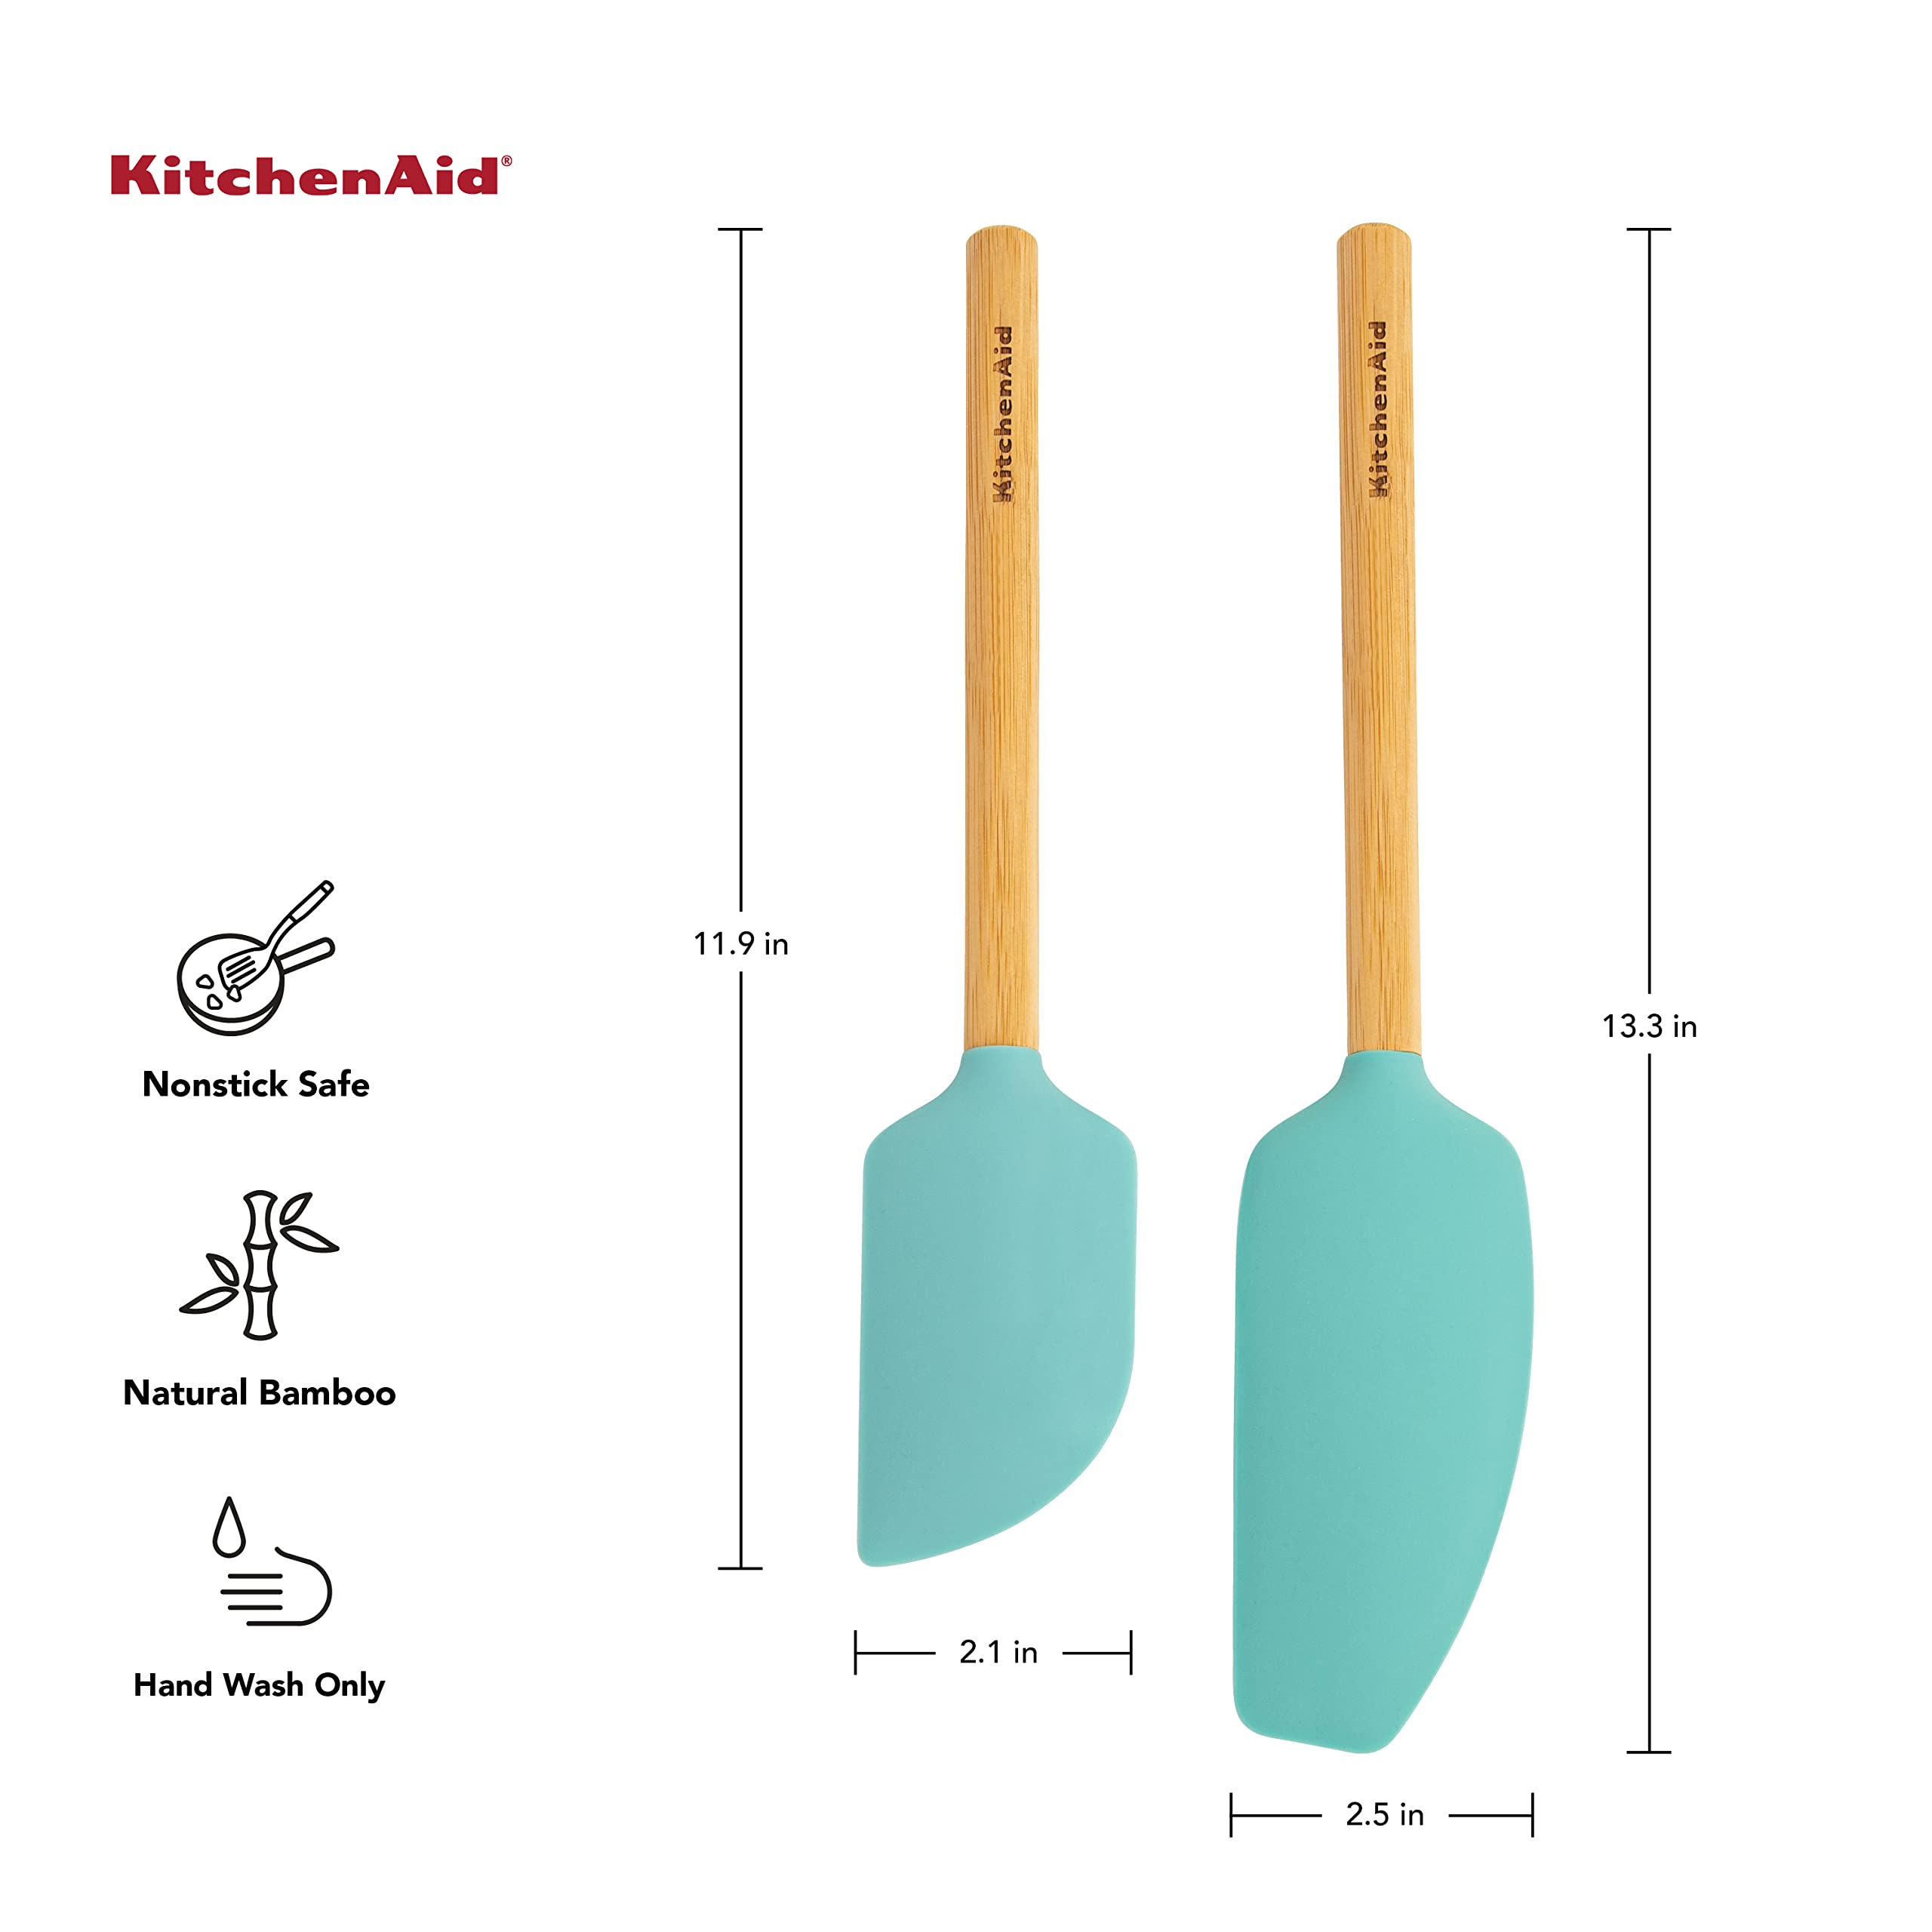 KitchenAid®
KitchenAid
KitchenAid
11.9 in
13.3 in
Nonstick Safe
Natural Bamboo
Hand Wash Only
2.1 in
2.5 in